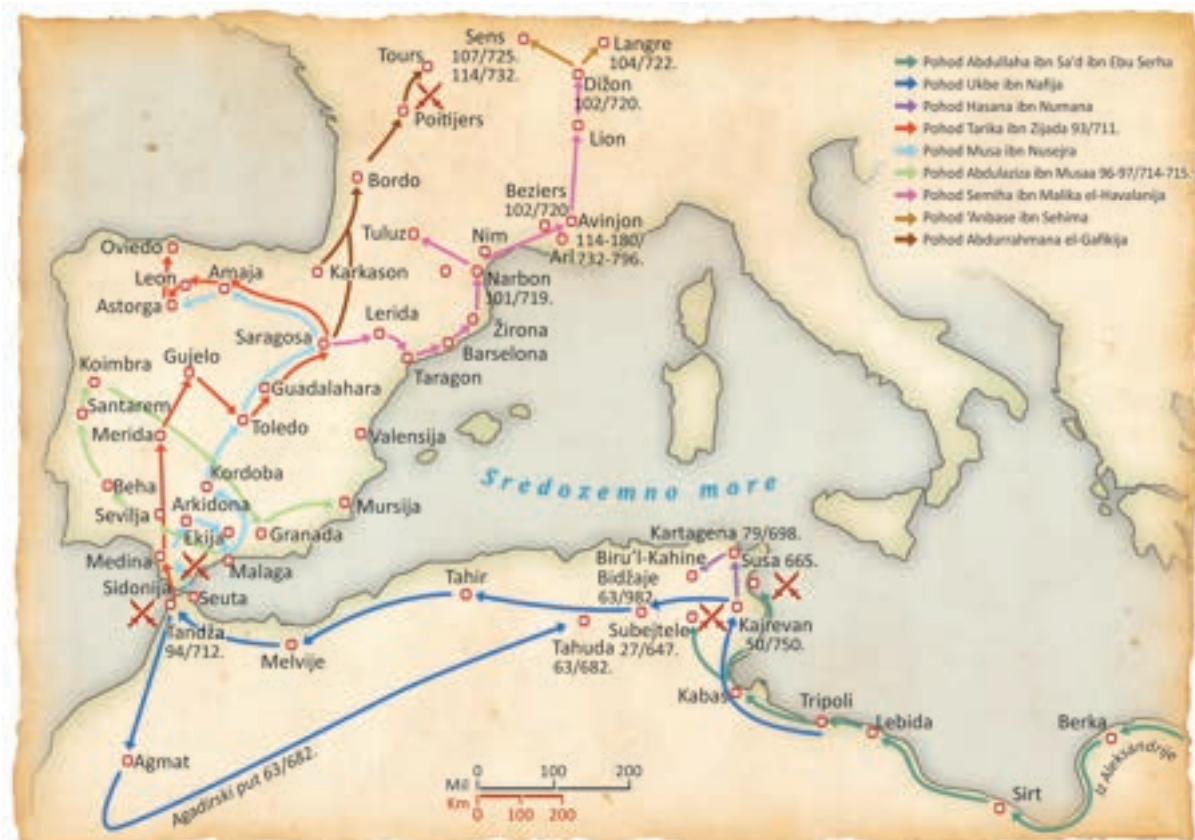 Sens
107/725.
114/732.
Langre
104/722.
Tours
Dižon
102/720.
Poitijers
Lion
Bordo
Beziers
102/720
Avinjon
114-180/
732-796.
Arl
Tuluz
Nim
Oviedo
Karkason
Narbon
101/719.
Leon
Amaja
Astorga
Lerida
Saragosa
Žirona
Barselona
Taragon
Koimbra
Gujelo
Guadalahara
Santarem
Toledo
Merida
Valensija
Kordoba
Beha
Arkidona
Sevilja
Ekija
Granada
Mursija
Medina
Sidonija
Malaga
Seuta
Tandža
94/712.
Sredozemno more
Kartagena 79/698.
Biru'l-Kahine
Susa 665.
Bidžaje
63/982.
Tahir
Subejtelo
27/647.
Kajrevan
50/750.
Tahuda
63/682.
Melvije
Kabas
Tripoli
Lebida
Berka
Iz Aleksandrije
Sirt
Agmat
Agadirski put 63/682.
0 100 200
Mil
Km
0 100 200
Pohod Abdullaha ibn Sa'd ibn Ebu Serha
Pohod Ukbe ibn Nafija
Pohod Hasana ibn Numana
Pohod Tarika ibn Zijada 93/711.
Pohod Musa ibn Nusejra
Pohod Abdulaziza ibn Musaa 96-97/714-715.
Pohod Semiha ibn Malika el-Havalanija
Pohod 'Anbase ibn Sehima
Pohod Abdurrahmana el-Gafikija